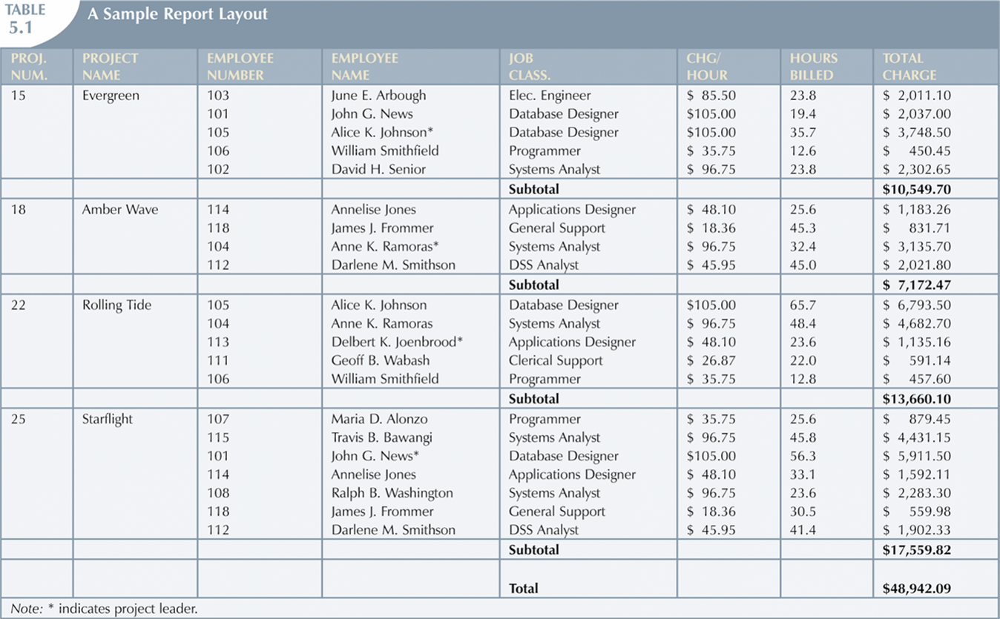 TABLE 5.1 A Sample Report Layout
PROJ. NUM. PROJECT NAME EMPLOYEE NUMBER EMPLOYEE NAME JOB CLASS. CHG/ HOUR HOURS BILLED TOTAL CHARGE
15 Evergreen 103 June E. Arbough Elec. Engineer $ 85.50 23.8 $ 2,011.10
101 John G. News Database Designer $105.00 19.4 $ 2,037.00
105 Alice K. Johnson* Database Designer $105.00 35.7 $ 3,748.50
106 William Smithfield Programmer $ 35.75 12.6 $ 450.45
102 David H. Senior Systems Analyst $ 96.75 23.8 $ 2,302.65
Subtotal $10,549.70
18 Amber Wave 114 Annelise Jones Applications Designer $ 48.10 25.6 $ 1,183.26
118 James J. Frommer General Support $ 18.36 45.3 $ 831.71
104 Anne K. Ramoras* Systems Analyst $ 96.75 32.4 $ 3,135.70
112 Darlene M. Smithson DSS Analyst $ 45.95 45.0 $ 2,021.80
Subtotal $ 7,172.47
22 Rolling Tide 105 Alice K. Johnson Database Designer $105.00 65.7 $ 6,793.50
104 Anne K. Ramoras Systems Analyst $ 96.75 48.4 $ 4,682.70
113 Delbert K. Joenbrood* Applications Designer $ 48.10 23.6 $ 1,135.16
111 Geoff B. Wabash Clerical Support $ 26.87 22.0 $ 591.14
106 William Smithfield Programmer $ 35.75 12.8 $ 457.60
Subtotal $13,660.10
25 Starflight 107 Maria D. Alonzo Programmer $ 35.75 25.6 $ 879.45
115 Travis B. Bawangi Systems Analyst $ 96.75 45.8 $ 4,431.15
101 John G. News* Database Designer $105.00 56.3 $ 5,911.50
114 Annelise Jones Applications Designer $ 48.10 33.1 $ 1,592.11
108 Ralph B. Washington Systems Analyst $ 96.75 23.6 $ 2,283.30
118 James J. Frommer General Support $ 18.36 30.5 $ 559.98
112 Darlene M. Smithson DSS Analyst $ 45.95 41.4 $ 1,902.33
Subtotal $17,559.82
Total $48,942.09
Note: * indicates project leader.